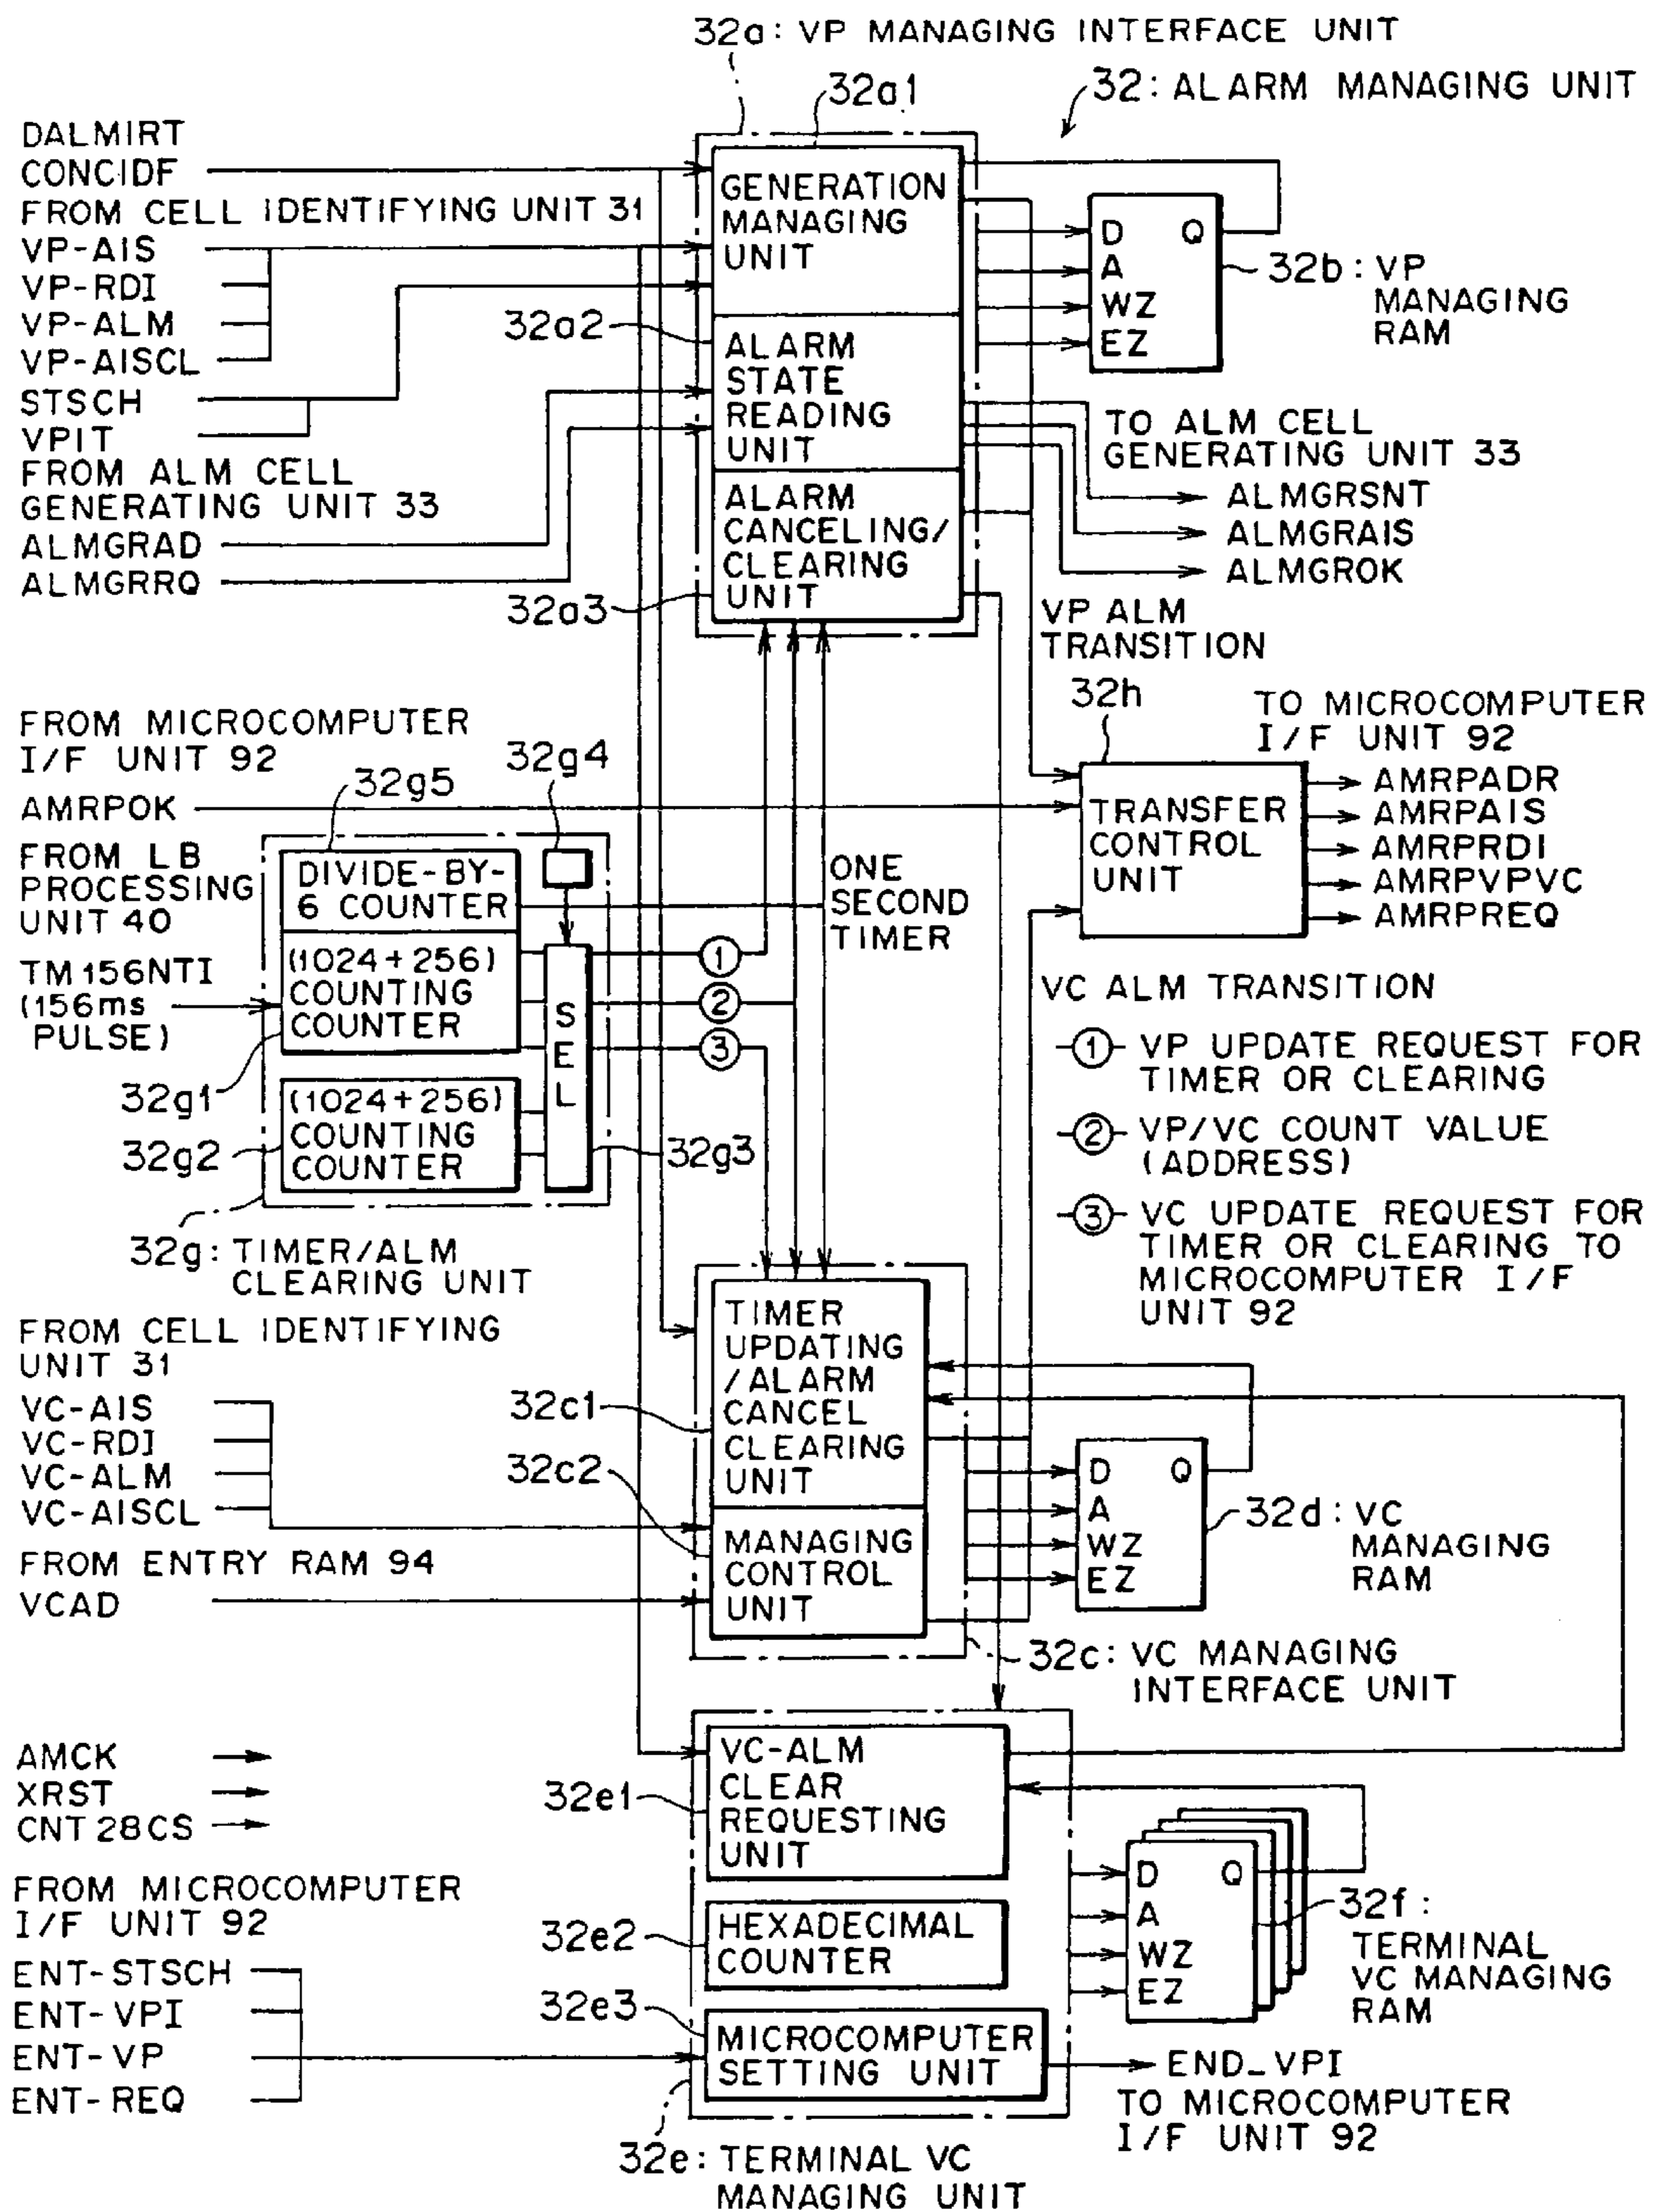 32a: VP MANAGING INTERFACE UNIT
32a1
32: ALARM MANAGING UNIT
DALMIRT
CONCIDF
FROM CELL IDENTIFYING UNIT 31
VP-AIS
VP-RDI
VP-ALM
VP-AISCL
STSCH
VPIT
FROM ALM CELL
GENERATING UNIT 33
ALMGRAD
ALMGRRQ
GENERATION
MANAGING
UNIT
32a2
ALARM
STATE
READING
UNIT
ALARM
CANCELING/
CLEARING
UNIT
32a3
D Q
A
WZ
EZ
32b: VP
MANAGING
RAM
TO ALM CELL
GENERATING UNIT 33
ALMGRSNT
ALMGRAIS
ALMGROK
VP ALM
TRANSITION
32h
TO MICROCOMPUTER
I/F UNIT 92
TRANSFER
CONTROL
UNIT
AMRPADR
AMRPAIS
AMRPRDI
AMRPVPVC
AMRPREQ
FROM MICROCOMPUTER
I/F UNIT 92
AMRPOK
32g5
32g4
FROM LB
PROCESSING
UNIT 40
TM156NTI
(156ms
PULSE)
DIVIDE-BY-
6 COUNTER
(1024+256)
COUNTING
COUNTER
32g1
(1024+256)
COUNTING
COUNTER
32g2
SEL
32g3
1
2
3
ONE
SECOND
TIMER
32g: TIMER/ALM
CLEARING UNIT
VC ALM TRANSITION
1 VP UPDATE REQUEST FOR
TIMER OR CLEARING
2 VP/VC COUNT VALUE
(ADDRESS)
3 VC UPDATE REQUEST FOR
TIMER OR CLEARING TO
MICROCOMPUTER I/F
UNIT 92
FROM CELL IDENTIFYING
UNIT 31
VC-AIS
VC-RDI
VC-ALM
VC-AISCL
FROM ENTRY RAM 94
VCAD
32c1
TIMER
UPDATING
/ALARM
CANCEL
CLEARING
UNIT
32c2
MANAGING
CONTROL
UNIT
D Q
A
WZ
EZ
32d: VC
MANAGING
RAM
32c: VC MANAGING
INTERFACE UNIT
AMCK
XRST
CNT28CS
FROM MICROCOMPUTER
I/F UNIT 92
ENT-STSCH
ENT-VPI
ENT-VP
ENT-REQ
32e1
VC-ALM
CLEAR
REQUESTING
UNIT
32e2
HEXADECIMAL
COUNTER
32e3
MICROCOMPUTER
SETTING UNIT
D Q
A
WZ
EZ
32f:
TERMINAL
VC MANAGING
RAM
END_VPI
TO MICROCOMPUTER
I/F UNIT 92
32e: TERMINAL VC
MANAGING UNIT